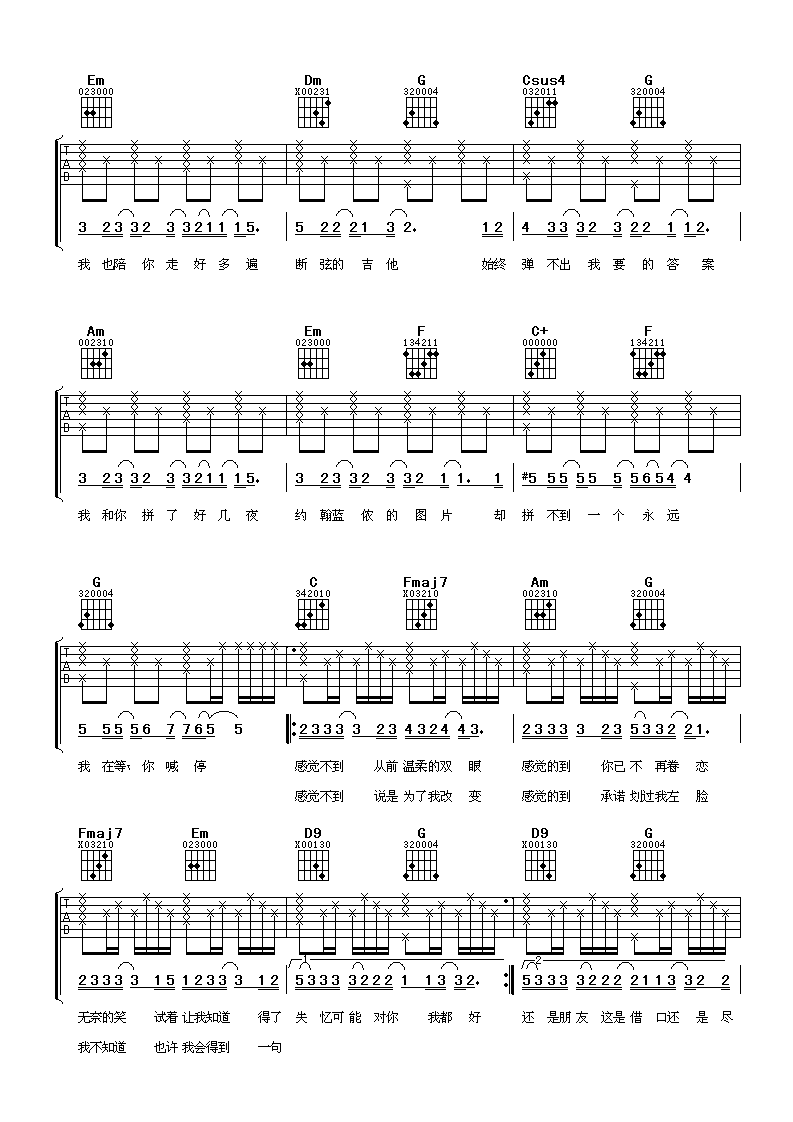 Em Dm G Csus4 G
023000 X00231 320004 032011 320004
T
A
B
3 23 32 3 3211 15. 5 22 21 3 2. 12 4 33 32 3 22 1 12.
我 也陪 你 走 好 多 遍 断 弦的 吉 他 始终 弹 不出 我 要 的 答 案
Am Em F C+ F
002310 023000 134211 000000 134211
T
A
B
3 23 32 3 3211 15. 3 23 32 3 32 1 1. 1 #5 55 55 5 5654 4
我 和你 拼 了 好 几 夜 约 翰蓝 侬 的 图 片 却 拼 不到 一 个 永 远
G C Fmaj7 Am G
320004 342010 X03210 002310 320004
T
A
B
5 55 56 7 765 5 2333 3 23 4324 43. 2333 3 23 5332 21.
我 在等、 你 喊 停 感觉不到 从前 温柔的双 眼 感觉的到 你已 不 再眷 恋
感觉不到 说是 为了我改 变 感觉的到 承诺 划过我左 脸
Fmaj7 Em D9 G D9 G
X03210 023000 X00130 320004 X00130 320004
T
A
B
1 2
2333 3 15 1233 3 12 5333 3222 1 13 32. 5333 3222 2113 32 2
无奈的笑 试着 让我知道 得了 失 忆可 能 对你 我都 好 还 是朋 友 这是 借 口还 是 尽
我不知道 也许 我会得到 一句